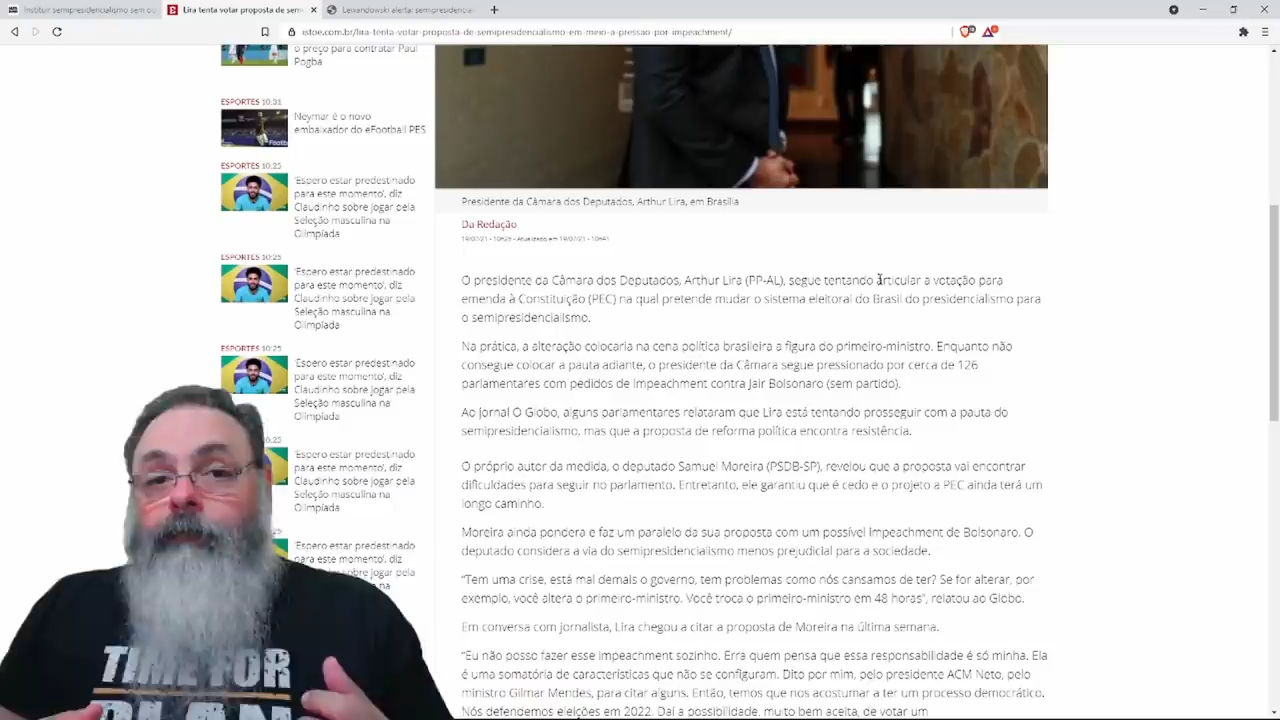 Instituir semipresidencialismo sem ou
Lira tenta votar proposta de sem
Lewandowski alerta: semipresidencia
istoe.com.br/lira-tenta-votar-proposta-de-semipresidencialismo-em-meio-a-pressao-por-impeachment/
o preço para contratar Paul
Pogba
ESPORTES 10:31
Neymar é o novo
embaixador do eFootball PES
ESPORTES 10:25
'Espero estar predestinado
para este momento', diz
Claudinho sobre jogar pela
Seleção masculina na
Olimpíada
ESPORTES 10:25
'Espero estar predestinado
para este momento', diz
Claudinho sobre jogar pela
Seleção masculina na
Olimpíada
ESPORTES 10:25
'Espero estar predestinado
para este momento', diz
Claudinho sobre jogar pela
Seleção masculina na
Olimpíada
0:25
'Espero estar predestinado
para este momento', diz
Claudinho sobre jogar pela
Seleção masculina na
Olimpíada
'Espero estar predestinado
para este momento', diz
sobre jogar pela
na
Presidente da Câmara dos Deputados, Arthur Lira, em Brasília
Da Redação
19/07/21 - 10h26 - Atualizado em 19/07/21 - 10h41
O presidente da Câmara dos Deputados, Arthur Lira (PP-AL), segue tentando articular a votação para
emenda à Constituição (PEC) na qual pretende mudar o sistema eleitoral do Brasil do presidencialismo para
o semipresidencialismo.
Na prática, a alteração colocaria na cena política brasileira a figura do primeiro-ministro. Enquanto não
consegue colocar a pauta adiante, o presidente da Câmara segue pressionado por cerca de 126
parlamentares com pedidos de impeachment contra Jair Bolsonaro (sem partido).
Ao jornal O Globo, alguns parlamentares relataram que Lira está tentando prosseguir com a pauta do
semipresidencialismo, mas que a proposta de reforma política encontra resistência.
O próprio autor da medida, o deputado Samuel Moreira (PSDB-SP), revelou que a proposta vai encontrar
dificuldades para seguir no parlamento. Entretanto, ele garantiu que é cedo e o projeto a PEC ainda terá um
longo caminho.
Moreira ainda pondera e faz um paralelo da sua proposta com um possível impeachment de Bolsonaro. O
deputado considera a via do semipresidencialismo menos prejudicial para a sociedade.
“Tem uma crise, está mal demais o governo, tem problemas como nós cansamos de ter? Se for alterar, por
exemplo, você altera o primeiro-ministro. Você troca o primeiro-ministro em 48 horas”, relatou ao Globo.
Em conversa com jornalista, Lira chegou a citar a proposta de Moreira na última semana.
“Eu não posso fazer esse impeachment sozinho. Erra quem pensa que essa responsabilidade é só minha. Ela
é uma somatória de características que não se configuram. Dito por mim, pelo presidente ACM Neto, pelo
ministro Gilmar Mendes, para citar alguns. Então, temos que nos acostumar a ter um processo democrático.
Nós defendemos eleições em 2022. Daí a possibilidade, muito bem aceita, de votar um
TIME FOR
PLAN